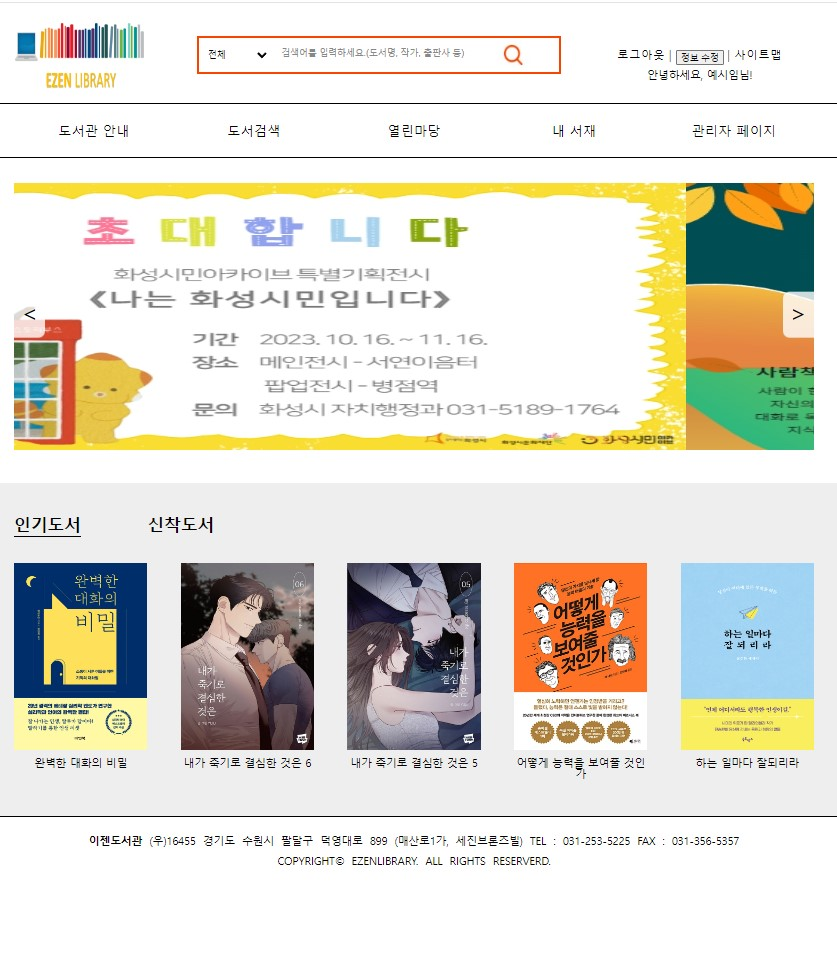 EZEN LIBRARY
전체
검색어를 입력하세요.(도서명, 작가, 출판사 등)
로그아웃 | 정보 수정 | 사이트맵
안녕하세요, 예시임님!
도서관 안내 도서검색 열린마당 내 서재 관리자 페이지
초대합니다
화성시민아카이브 특별기획전시
《나는 화성시민입니다》
기간 2023. 10. 16. ~ 11. 16.
장소 메인전시 - 서연이음터
팝업전시 - 병점역
문의 화성시 자치행정과 031-5189-1764
<
>
사람책
사람이
자신의
대화로
지식
인기도서 신착도서
완벽한
대화의
비밀
06
내가
죽기로
결심한
것은
05
내가
죽기로
결심한
것은
어떻게
능력을
보여줄
것인가
하는 일마다
잘 되 리 라
완벽한 대화의 비밀
내가 죽기로 결심한 것은 6
내가 죽기로 결심한 것은 5
어떻게 능력을 보여줄 것인
가
하는 일마다 잘되리라
이젠도서관 (우)16455 경기도 수원시 팔달구 덕영대로 899 (매산로1가, 세진브론즈빌) TEL : 031-253-5225 FAX : 031-356-5357
COPYRIGHT© EZENLIBRARY. ALL RIGHTS RESERVERD.